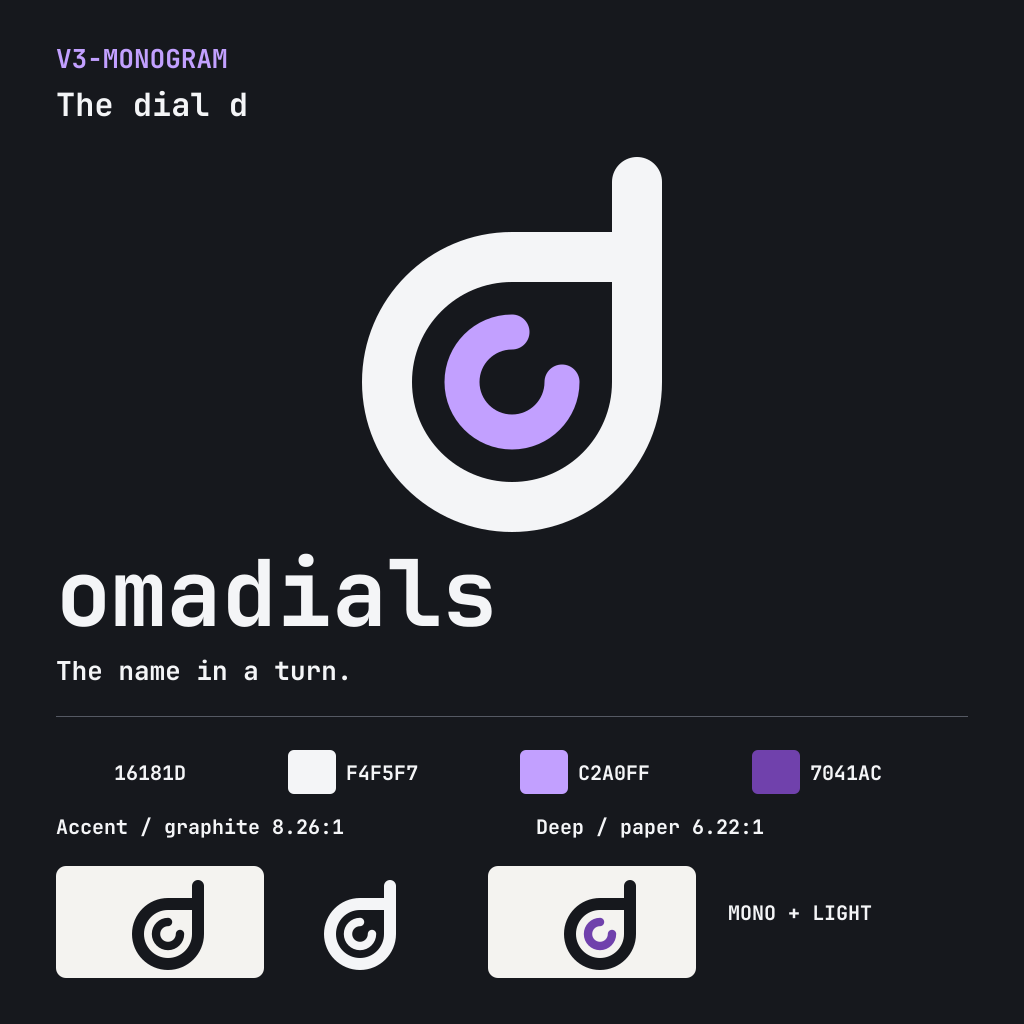 V3-MONOGRAM
The dial d
omadials
The name in a turn.
16181D F4F5F7 C2A0FF 7041AC
Accent / graphite 8.26:1 Deep / paper 6.22:1
MONO + LIGHT